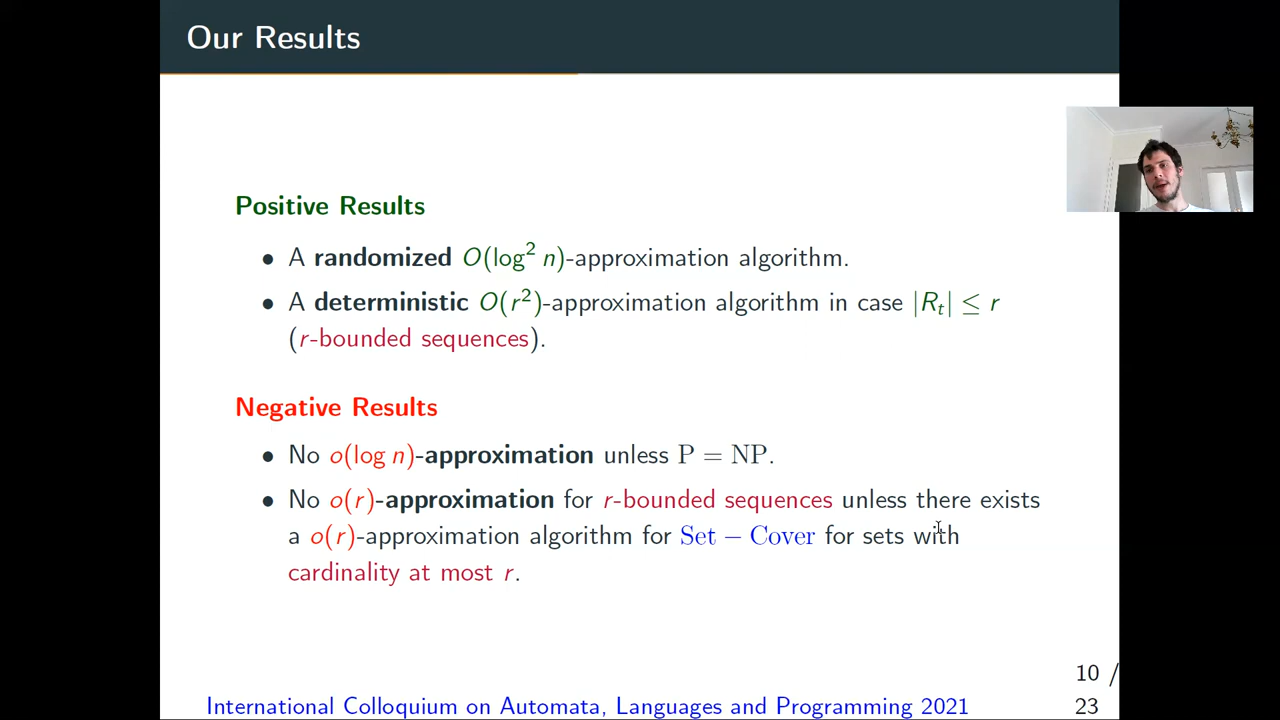 Our Results
Positive Results
• A randomized O(log² n)-approximation algorithm.
• A deterministic O(r²)-approximation algorithm in case |Rₜ| ≤ r
(r-bounded sequences).
Negative Results
• No o(log n)-approximation unless P = NP.
• No o(r)-approximation for r-bounded sequences unless there exists
a o(r)-approximation algorithm for Set − Cover for sets with
cardinality at most r.
10 /
International Colloquium on Automata, Languages and Programming 2021 23